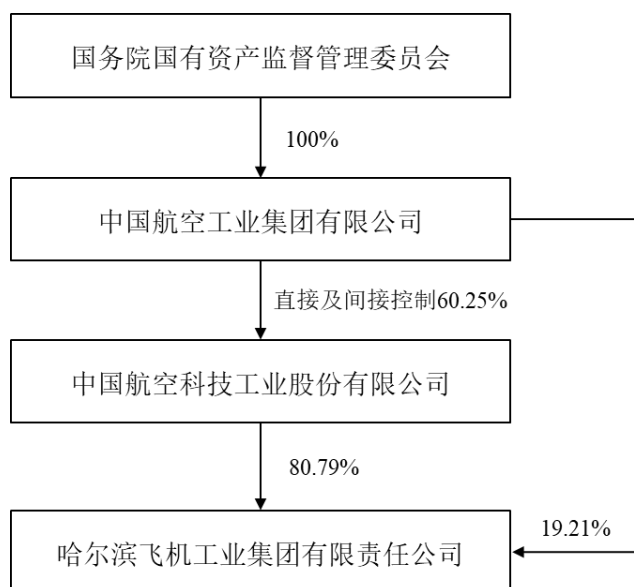 国务院国有资产监督管理委员会
100%
中国航空工业集团有限公司
直接及间接控制60.25%
中国航空科技工业股份有限公司
80.79%
19.21%
哈尔滨飞机工业集团有限责任公司